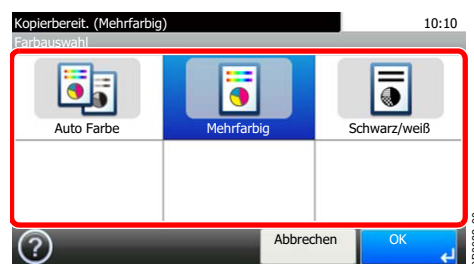 Kopierbereit. (Mehrfarbig) 10:10
Farbauswahl
Auto Farbe Mehrfarbig Schwarz/weiß
? Abbrechen OK